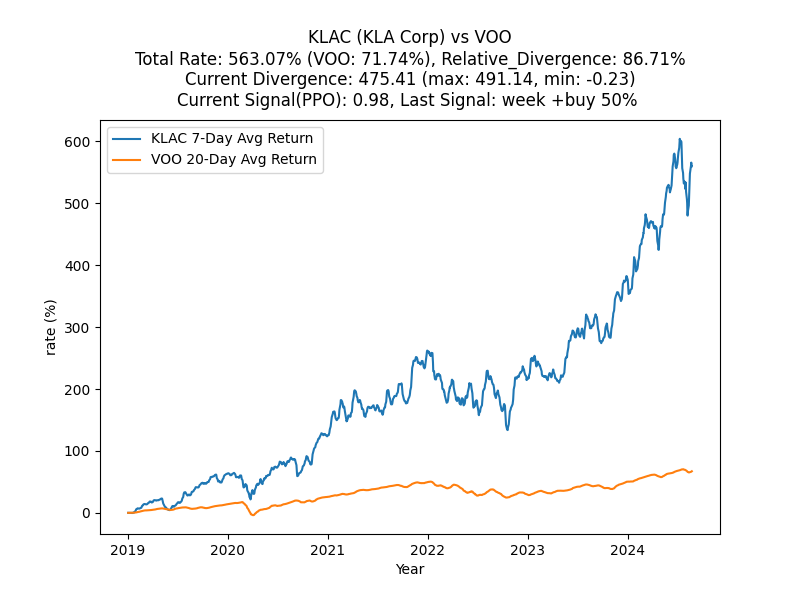 KLAC (KLA Corp) vs VOO
Total Rate: 563.07% (VOO: 71.74%), Relative_Divergence: 86.71%
Current Divergence: 475.41 (max: 491.14, min: -0.23)
Current Signal(PPO): 0.98, Last Signal: week +buy 50%
KLAC 7-Day Avg Return
VOO 20-Day Avg Return
600
500
400
300
200
100
0
rate (%)
2019 2020 2021 2022 2023 2024
Year